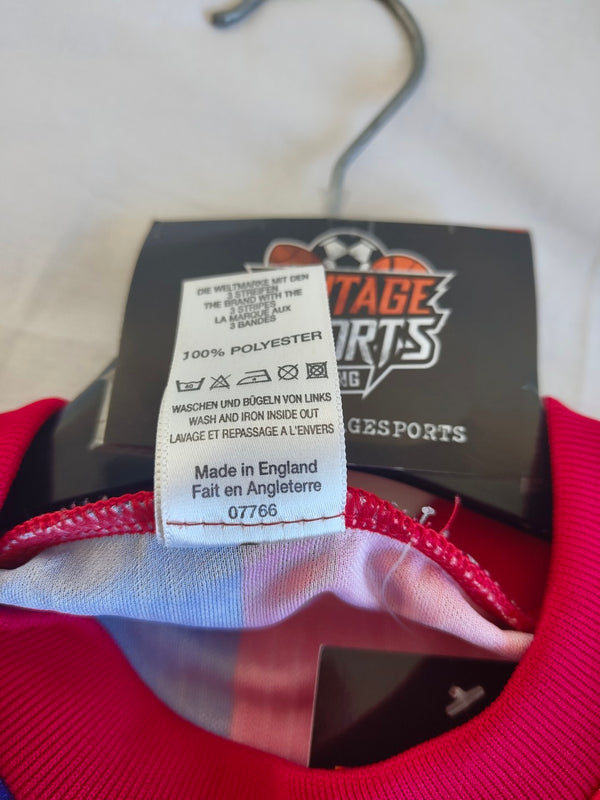 DIE WELTMARKE MIT DEN
3 STREIFEN
THE BRAND WITH THE
3 STRIPES
LA MARQUE AUX
3 BANDES
100% POLYESTER
WASCHEN UND BÜGELN VON LINKS
WASH AND IRON INSIDE OUT
LAVAGE ET REPASSAGE A L'ENVERS
Made in England
Fait en Angleterre
07766
GESPORTS